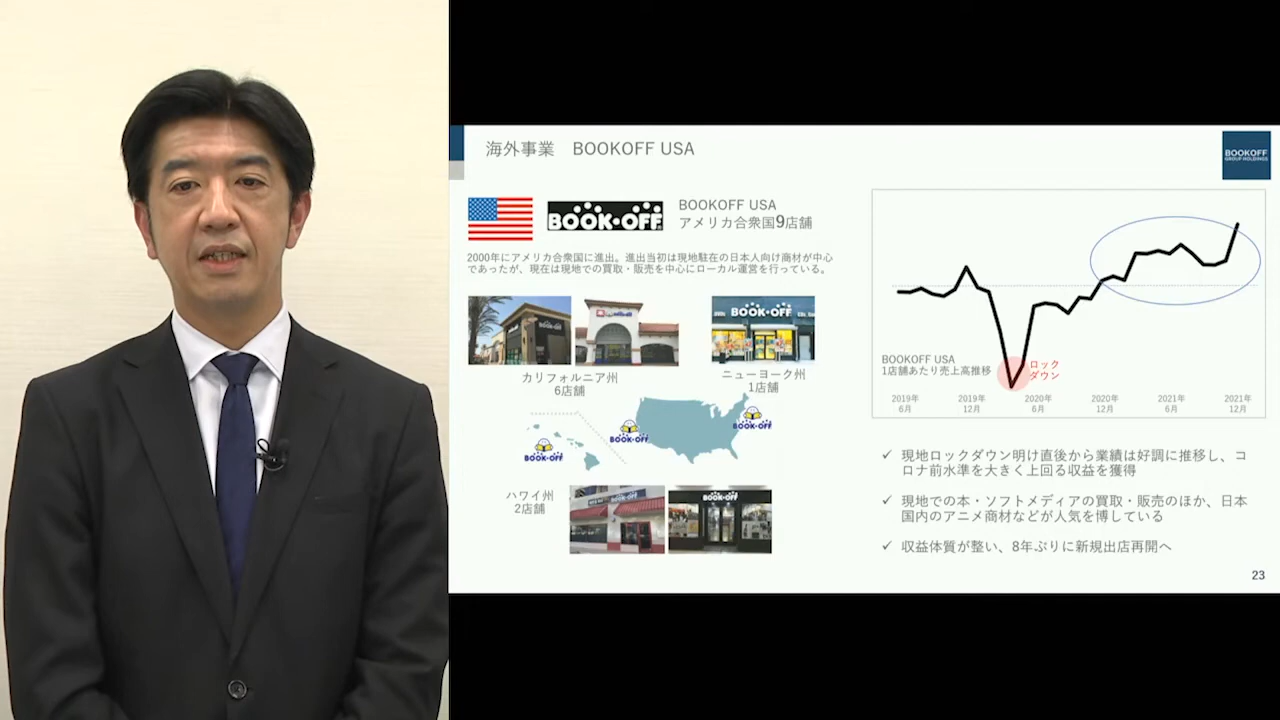 海外事業　BOOKOFF USA
BOOKOFF
GROUP HOLDINGS
BOOK·OFF
BOOKOFF USA
アメリカ合衆国9店舗
2000年にアメリカ合衆国に進出。進出当初は現地駐在の日本人向け商材が中心
であったが、現在は現地での買取・販売を中心にローカル運営を行っている。
BOOK·OFF
BOOK·OFF
カリフォルニア州
6店舗
ニューヨーク州
1店舗
BOOK·OFF
BOOK·OFF
BOOK·OFF
ハワイ州
2店舗
BOOK·OFF
BOOKOFF USA
1店舗あたり売上高推移
ロック
ダウン
2019年
6月
2019年
12月
2020年
6月
2020年
12月
2021年
6月
2021年
12月
✓ 現地ロックダウン明け直後から業績は好調に推移し、コ
ロナ前水準を大きく上回る収益を獲得
✓ 現地での本・ソフトメディアの買取・販売のほか、日本
国内のアニメ商材などが人気を博している
✓ 収益体質が整い、8年ぶりに新規出店再開へ
23